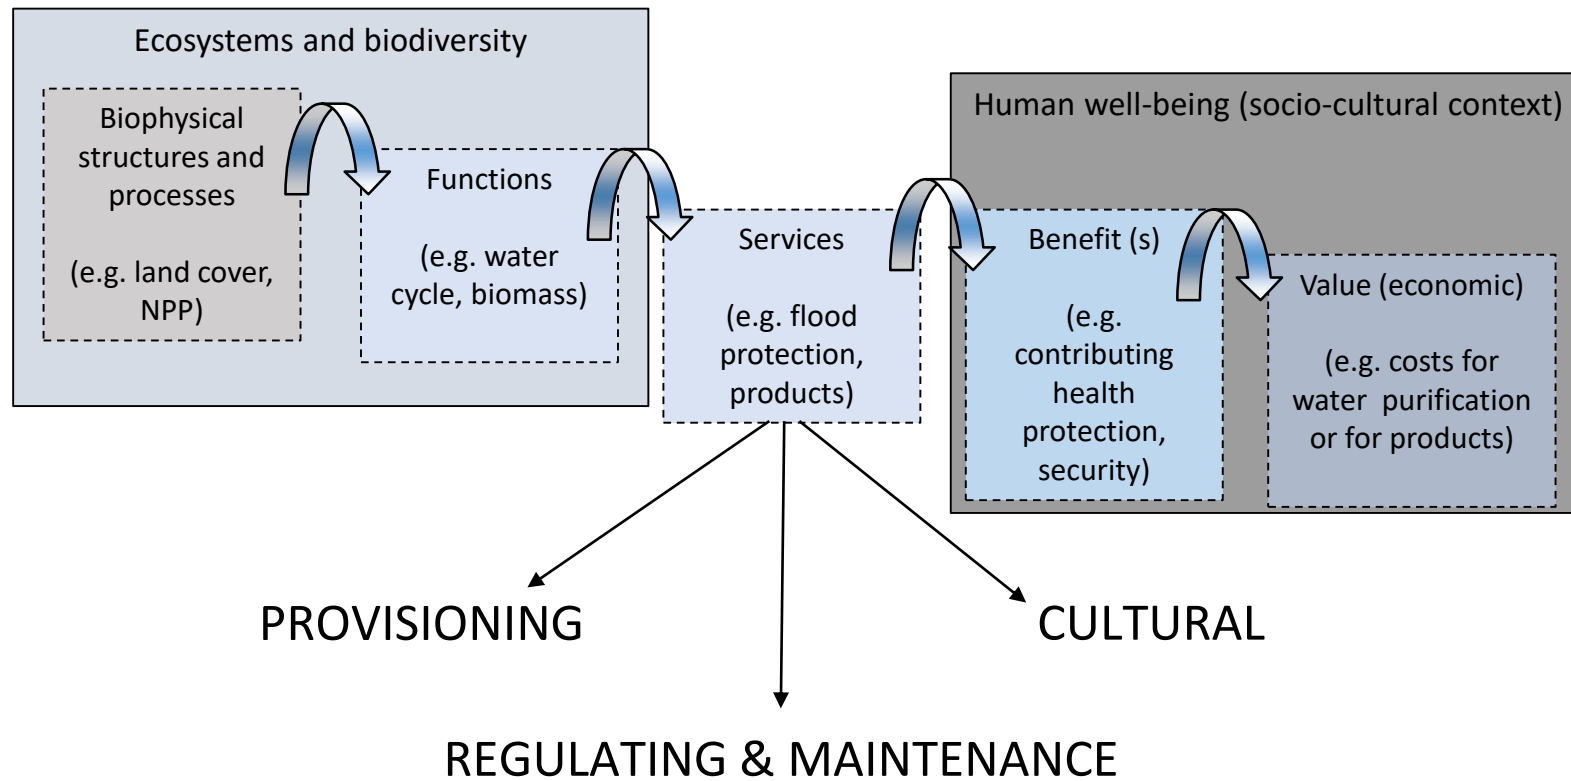 Ecosystems and biodiversity
Biophysical
structures and
processes
(e.g. land cover,
NPP)
Functions
(e.g. water
cycle, biomass)
Services
(e.g. flood
protection,
products)
Human well-being (socio-cultural context)
Benefit (s)
(e.g.
contributing
health
protection,
security)
Value (economic)
(e.g. costs for
water purification
or for products)
PROVISIONING
CULTURAL
REGULATING & MAINTENANCE